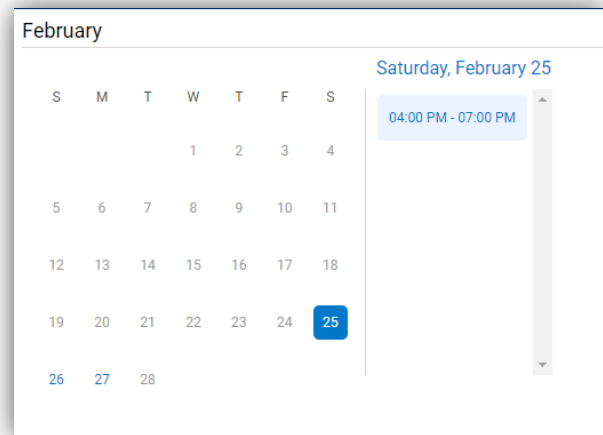 February
Saturday, February 25
S M T W T F S
04:00 PM - 07:00 PM
1 2 3 4
5 6 7 8 9 10 11
12 13 14 15 16 17 18
19 20 21 22 23 24 25
26 27 28